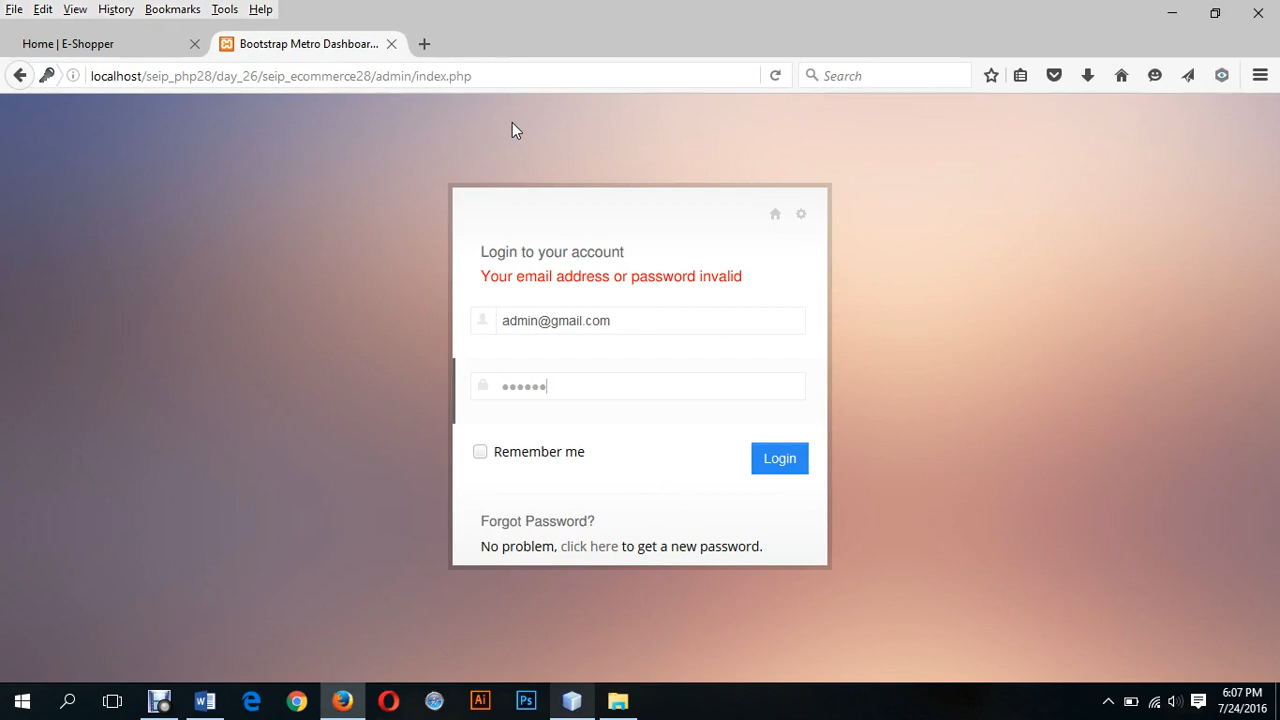 File Edit View History Bookmarks Tools Help
Home | E-Shopper
Bootstrap Metro Dashboar...
localhost/seip_php28/day_26/seip_ecommerce28/admin/index.php
Search
Login to your account
Your email address or password invalid
admin@gmail.com
••••••
Remember me
Login
Forgot Password?
No problem, click here to get a new password.
Ai
Ps
6:07 PM
7/24/2016